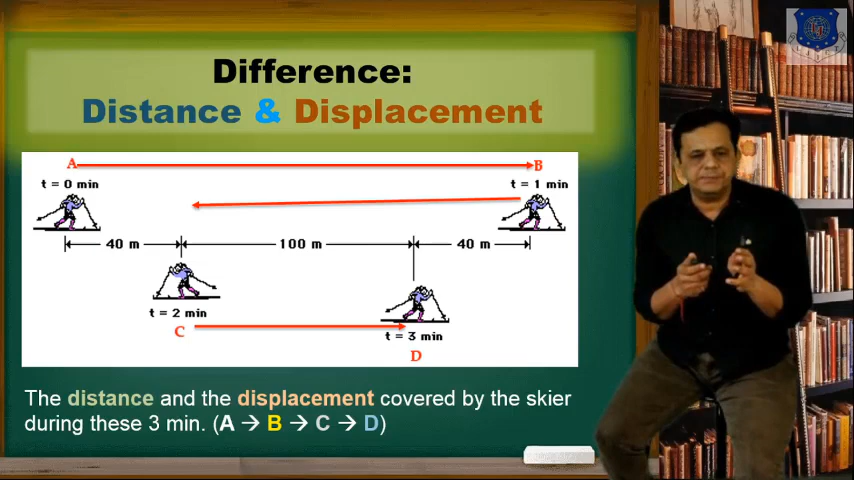 Difference:
Distance & Displacement
A
B
t = 0 min
t = 1 min
40 m
100 m
40 m
t = 2 min
C
t = 3 min
D
The distance and the displacement covered by the skier
during these 3 min. (A → B → C → D)